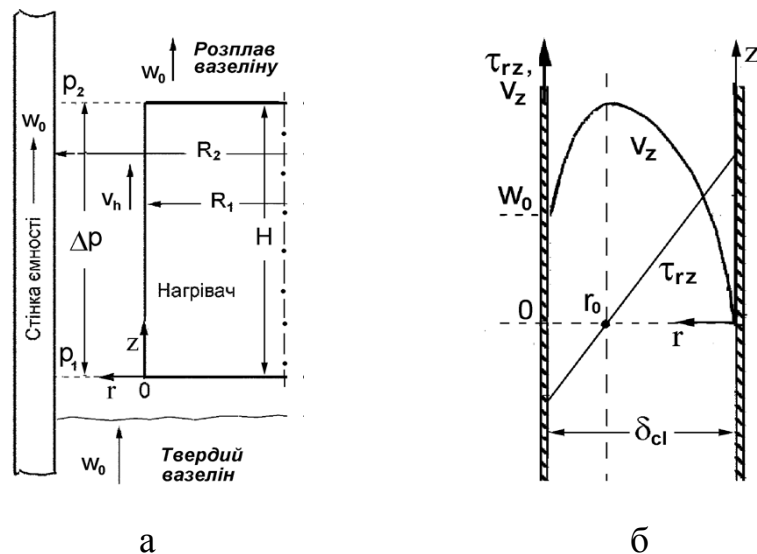 Розплав
вазеліну
w₀
p₂
w₀
R₂
v_h
R₁
Δp
H
Стінка ємності
Нагрівач
z
p₁
r
0
w₀
Твердий
вазелін
а
τ_rz,
V_z
z
V_z
W₀
τ_rz
0
r₀
r
δ_cl
б